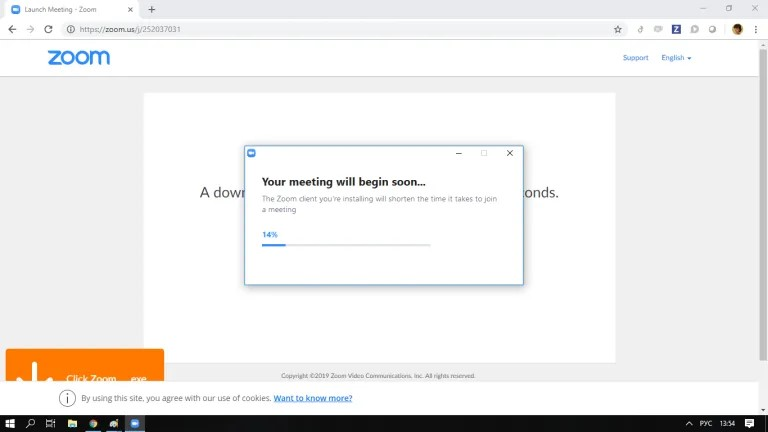 Launch Meeting - Zoom
https://zoom.us/j/252037031
zoom
Support
English
Your meeting will begin soon...
The Zoom client you're installing will shorten the time it takes to join
a meeting
14%
A
onds.
Click Zoom
.exe
Copyright ©2019 Zoom Video Communications, Inc. All rights reserved.
By using this site, you agree with our use of cookies. Want to know more?
РУС
13:54